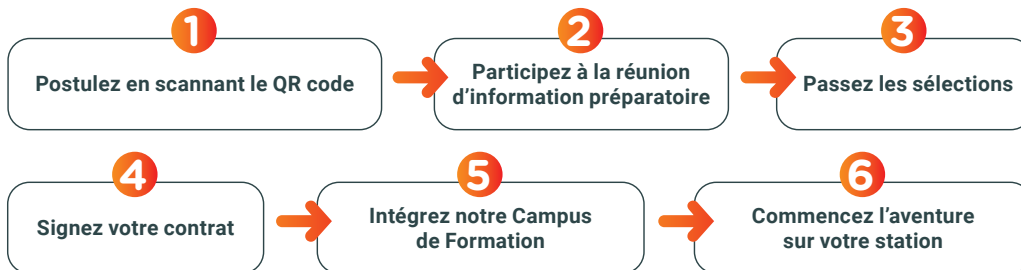 1
Postulez en scannant le QR code
2
Participez à la réunion
d’information préparatoire
3
Passez les sélections
4
Signez votre contrat
5
Intégrez notre Campus
de Formation
6
Commencez l’aventure
sur votre station